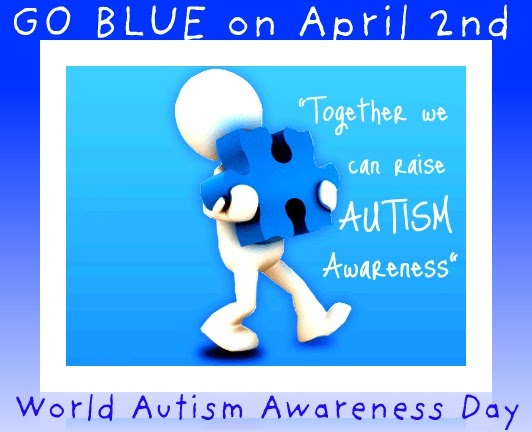 GO BLUE on April 2nd
"Together we
can raise
AUTISM
Awareness"
World Autism Awareness Day